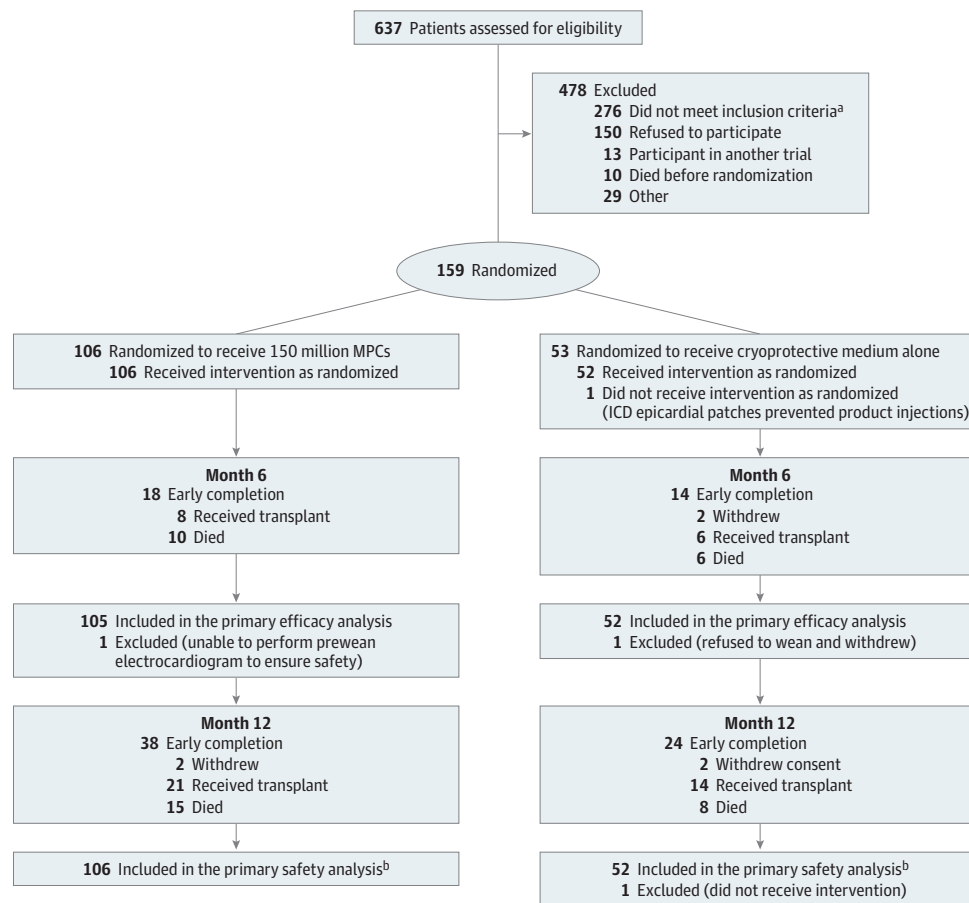 637 Patients assessed for eligibility
478 Excluded
276 Did not meet inclusion criteriaa
150 Refused to participate
13 Participant in another trial
10 Died before randomization
29 Other
159 Randomized
106 Randomized to receive 150 million MPCs
106 Received intervention as randomized
53 Randomized to receive cryoprotective medium alone
52 Received intervention as randomized
1 Did not receive intervention as randomized
(ICD epicardial patches prevented product injections)
Month 6
18 Early completion
8 Received transplant
10 Died
Month 6
14 Early completion
2 Withdrew
6 Received transplant
6 Died
105 Included in the primary efficacy analysis
1 Excluded (unable to perform prewean
electrocardiogram to ensure safety)
52 Included in the primary efficacy analysis
1 Excluded (refused to wean and withdrew)
Month 12
38 Early completion
2 Withdrew
21 Received transplant
15 Died
Month 12
24 Early completion
2 Withdrew consent
14 Received transplant
8 Died
106 Included in the primary safety analysisb
52 Included in the primary safety analysisb
1 Excluded (did not receive intervention)